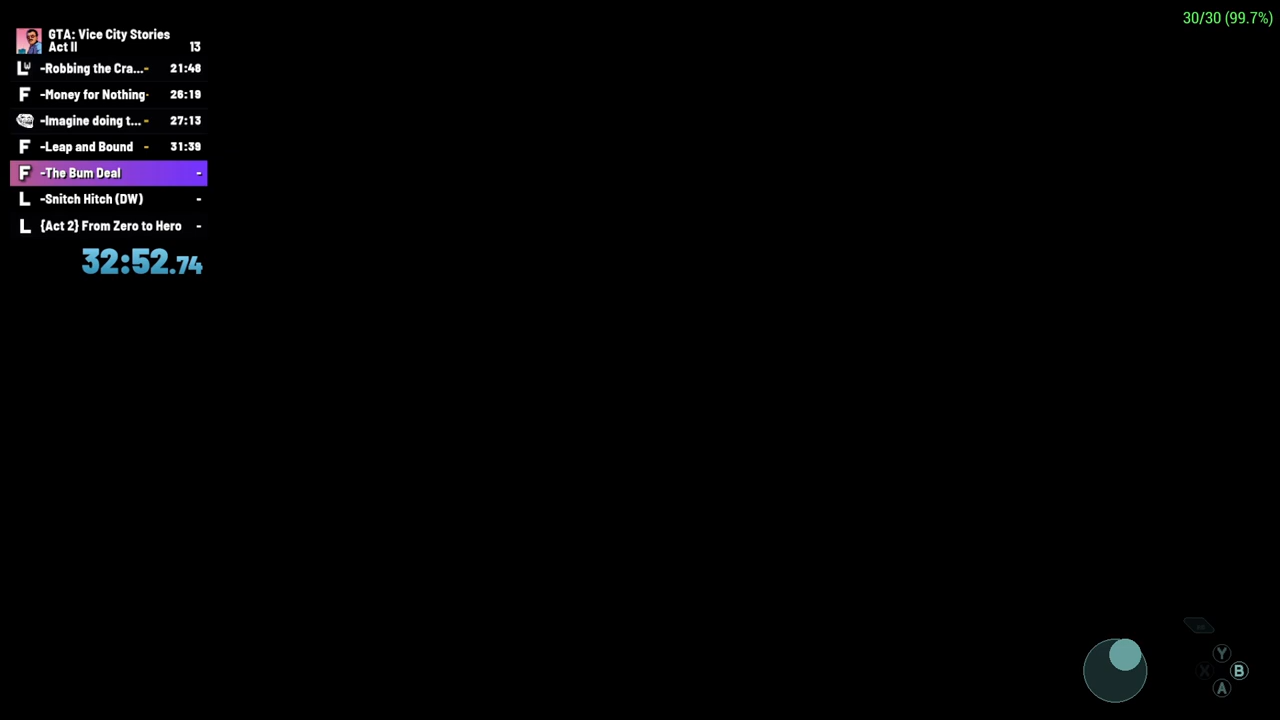 30/30 (99.7%)
GTA: Vice City Stories
Act II 13
-Robbing the Cra... - 21:48
F -Money for Nothing - 26:19
-Imagine doing t... - 27:13
F -Leap and Bound - 31:39
F -The Bum Deal -
L -Snitch Hitch (DW) -
L {Act 2} From Zero to Hero -
32:52.74
Y
X B
A